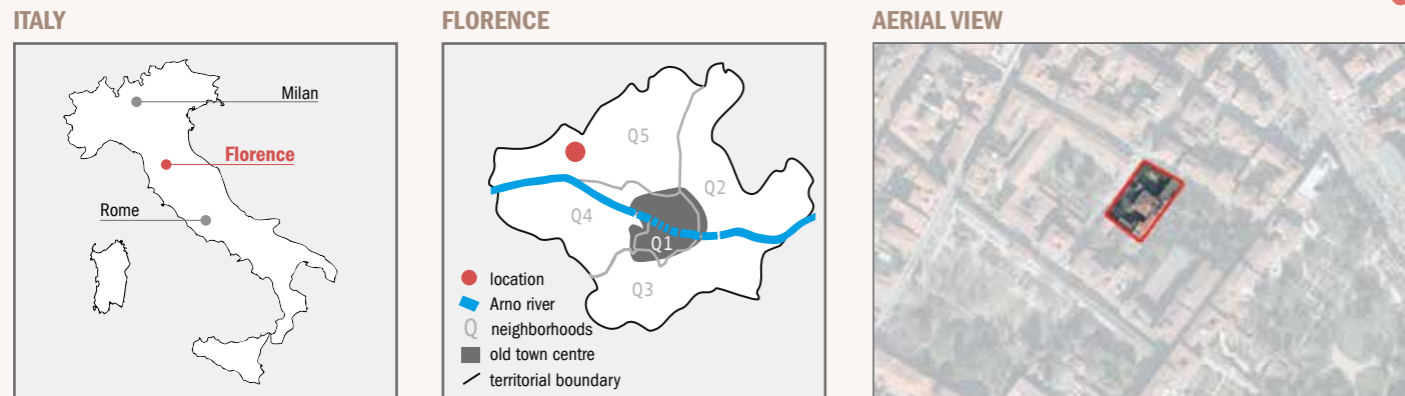 ITALY
Milan
Florence
Rome
FLORENCE
Q5
Q2
Q4
Q1
Q3
location
Arno river
Q neighborhoods
old town centre
territorial boundary
AERIAL VIEW